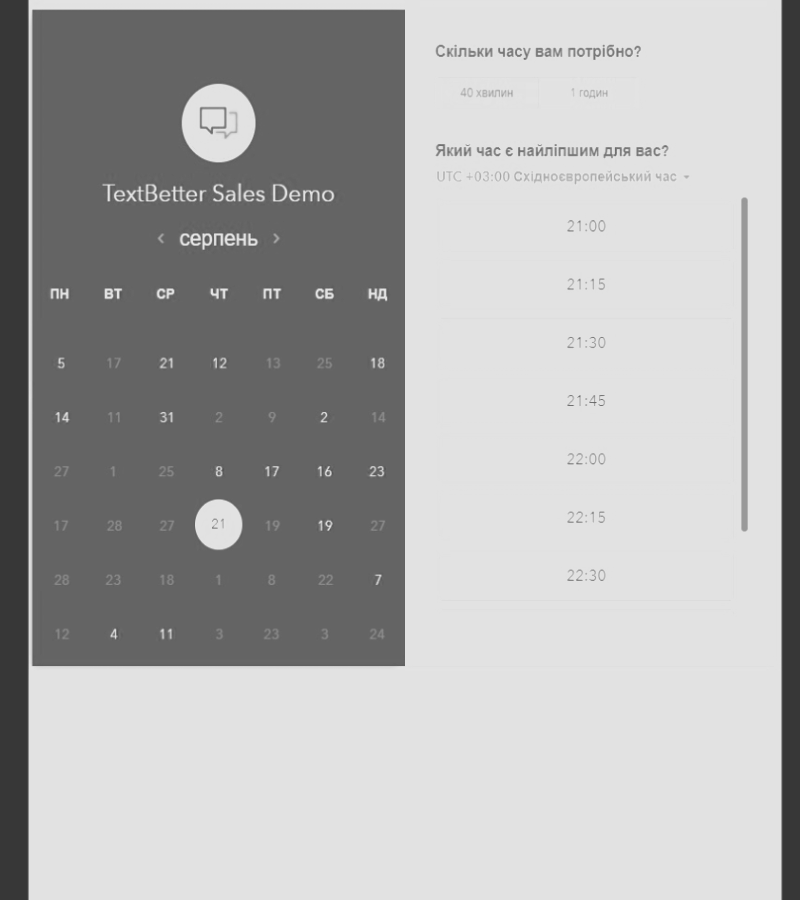 TextBetter Sales Demo
серпень
ПН ВТ СР ЧТ ПТ СБ НД
5 17 21 12 13 25 18
14 11 31 2 9 2 14
27 1 25 8 17 16 23
17 28 27 21 19 19 27
28 23 18 1 8 22 7
12 4 11 3 23 3 24
Скільки часу вам потрібно?
40 хвилин 1 годин
Який час є найліпшим для вас?
UTC +03:00 Східноєвропейський час
21:00
21:15
21:30
21:45
22:00
22:15
22:30